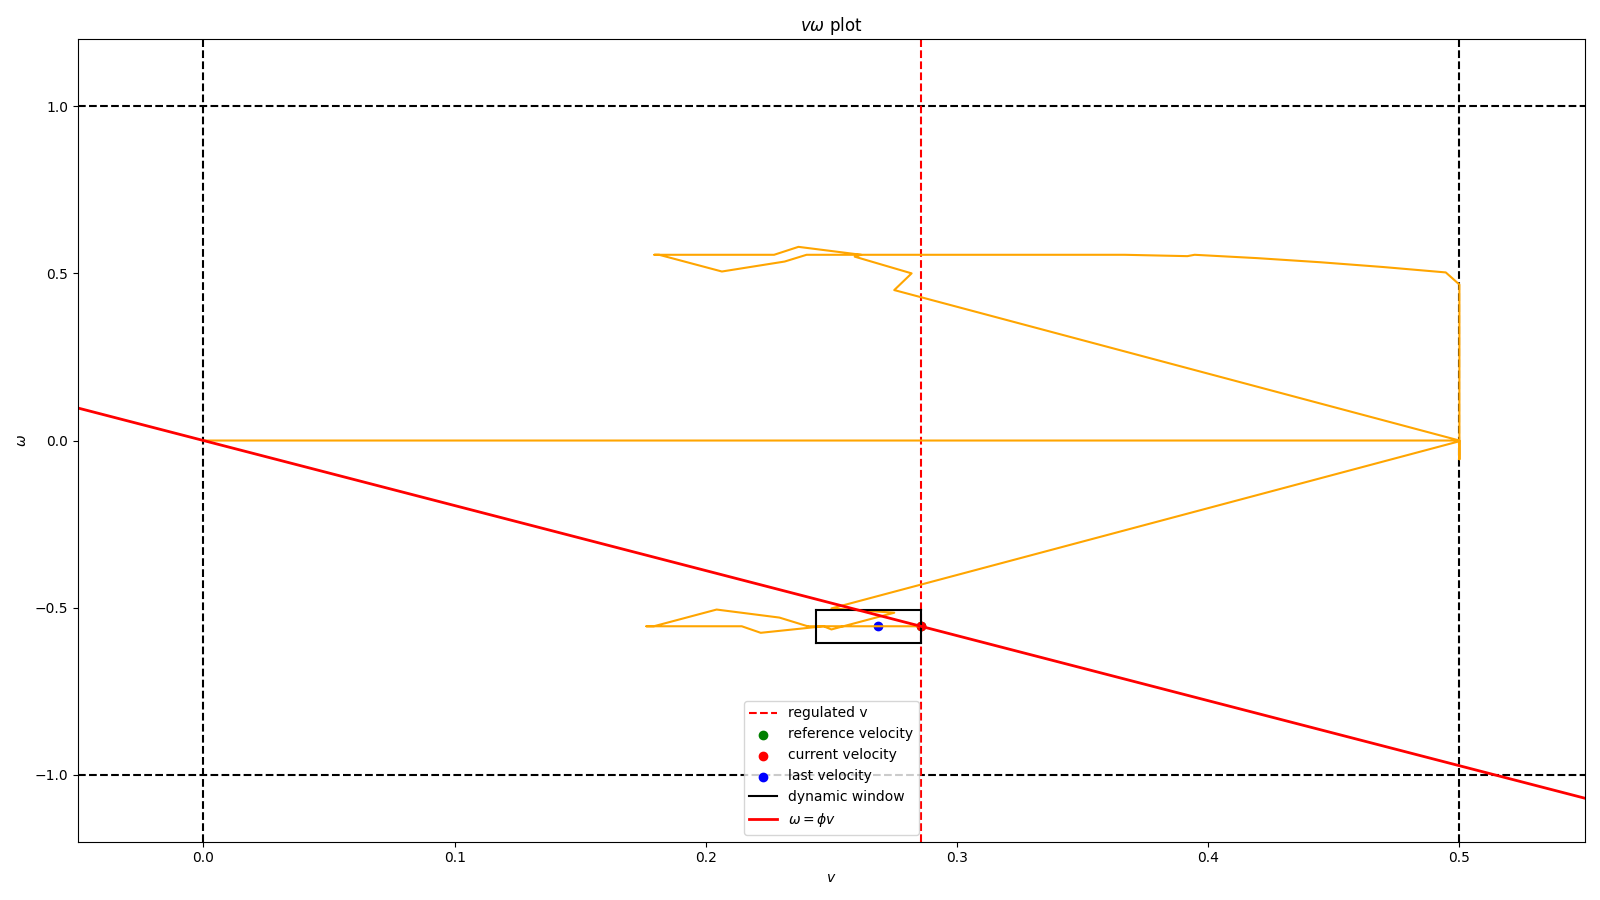 vω plot
1.0
0.5
0.0
−0.5
−1.0
ω
regulated v
reference velocity
current velocity
last velocity
dynamic window
ω = ϕv
0.0 0.1 0.2 0.3 0.4 0.5
v